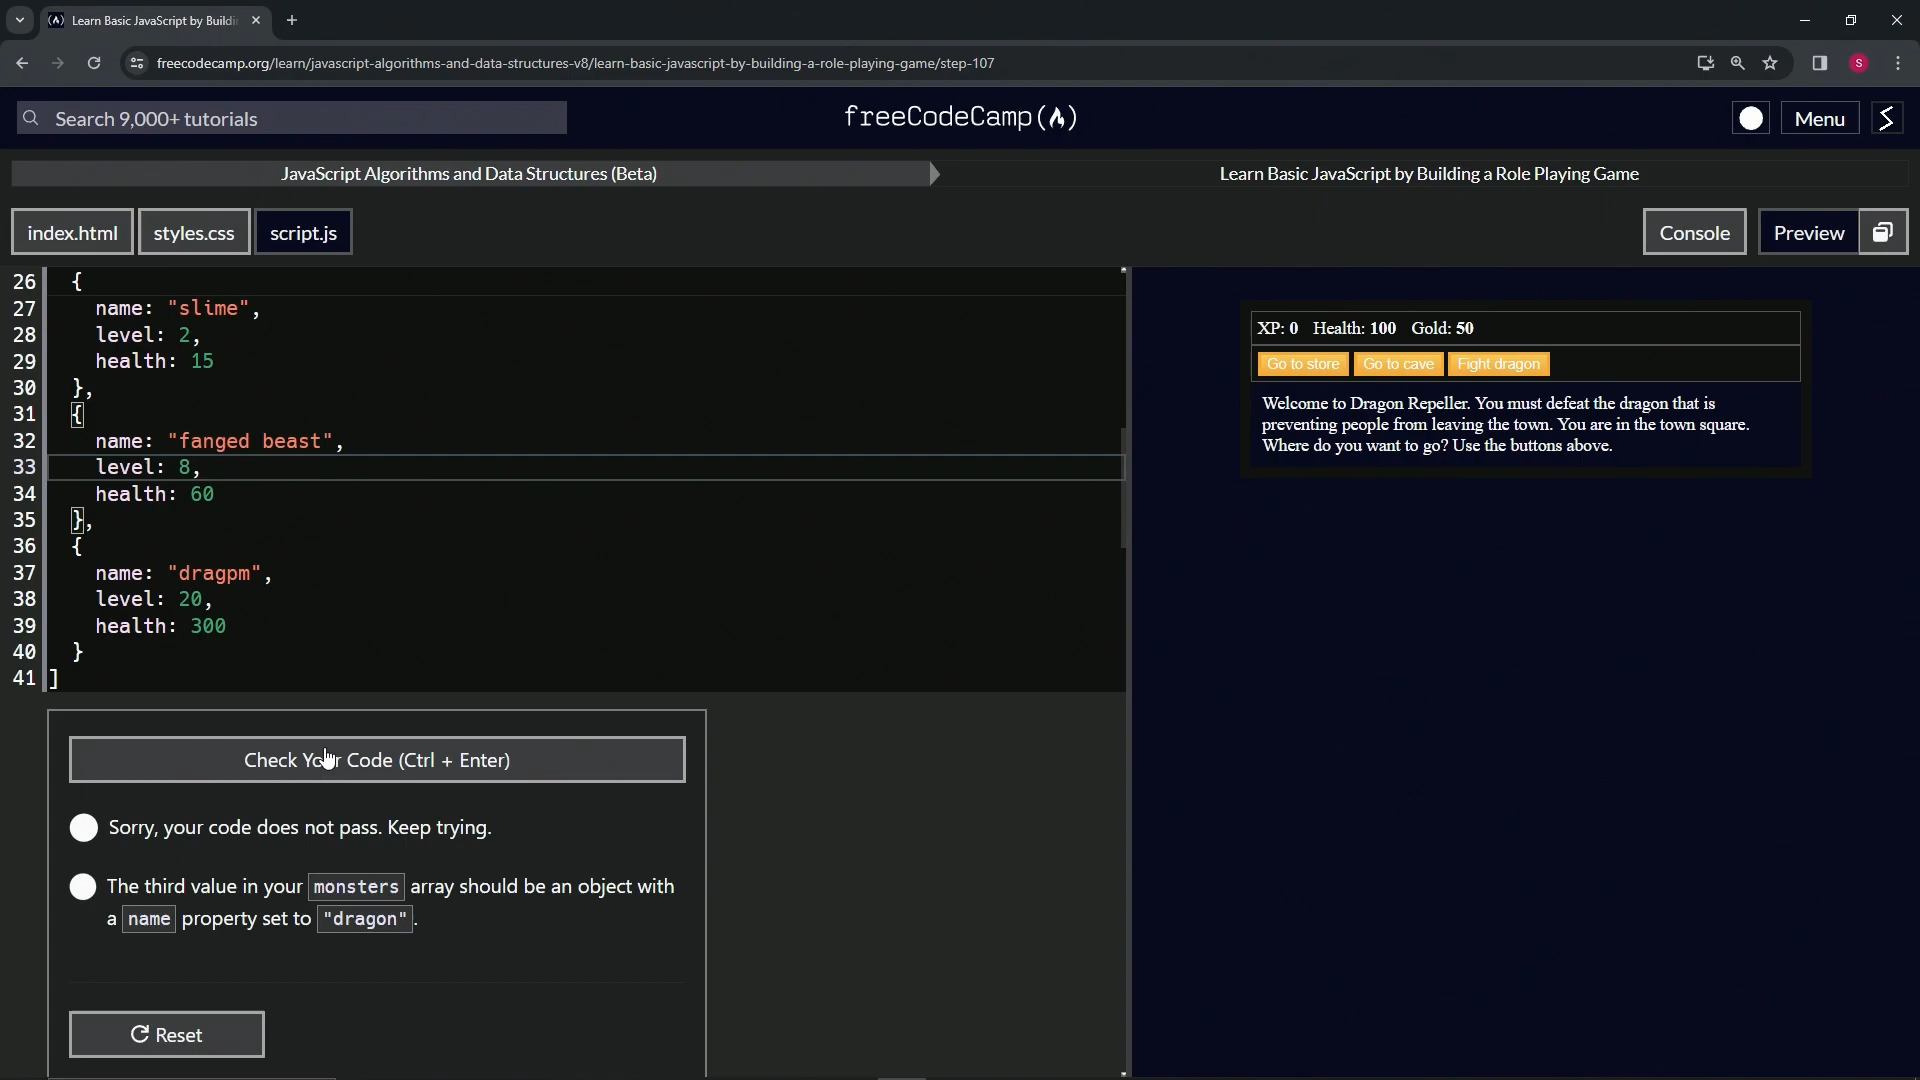 Learn Basic JavaScript by Buildi
freecodecamp.org/learn/javascript-algorithms-and-data-structures-v8/learn-basic-javascript-by-building-a-role-playing-game/step-107
S
Search 9,000+ tutorials
freeCodeCamp
Menu
JavaScript Algorithms and Data Structures (Beta)
Learn Basic JavaScript by Building a Role Playing Game
index.html
styles.css
script.js
Console
Preview
26 {
27 name: "slime",
28 level: 2,
29 health: 15
30 },
31 {
32 name: "fanged beast",
33 level: 8,
34 health: 60
35 },
36 {
37 name: "dragpm",
38 level: 20,
39 health: 300
40 }
41 ]
XP: 0 Health: 100 Gold: 50
Go to store Go to cave Fight dragon
Welcome to Dragon Repeller. You must defeat the dragon that is
preventing people from leaving the town. You are in the town square.
Where do you want to go? Use the buttons above.
Check Your Code (Ctrl + Enter)
Sorry, your code does not pass. Keep trying.
The third value in your monsters array should be an object with
a name property set to "dragon".
Reset